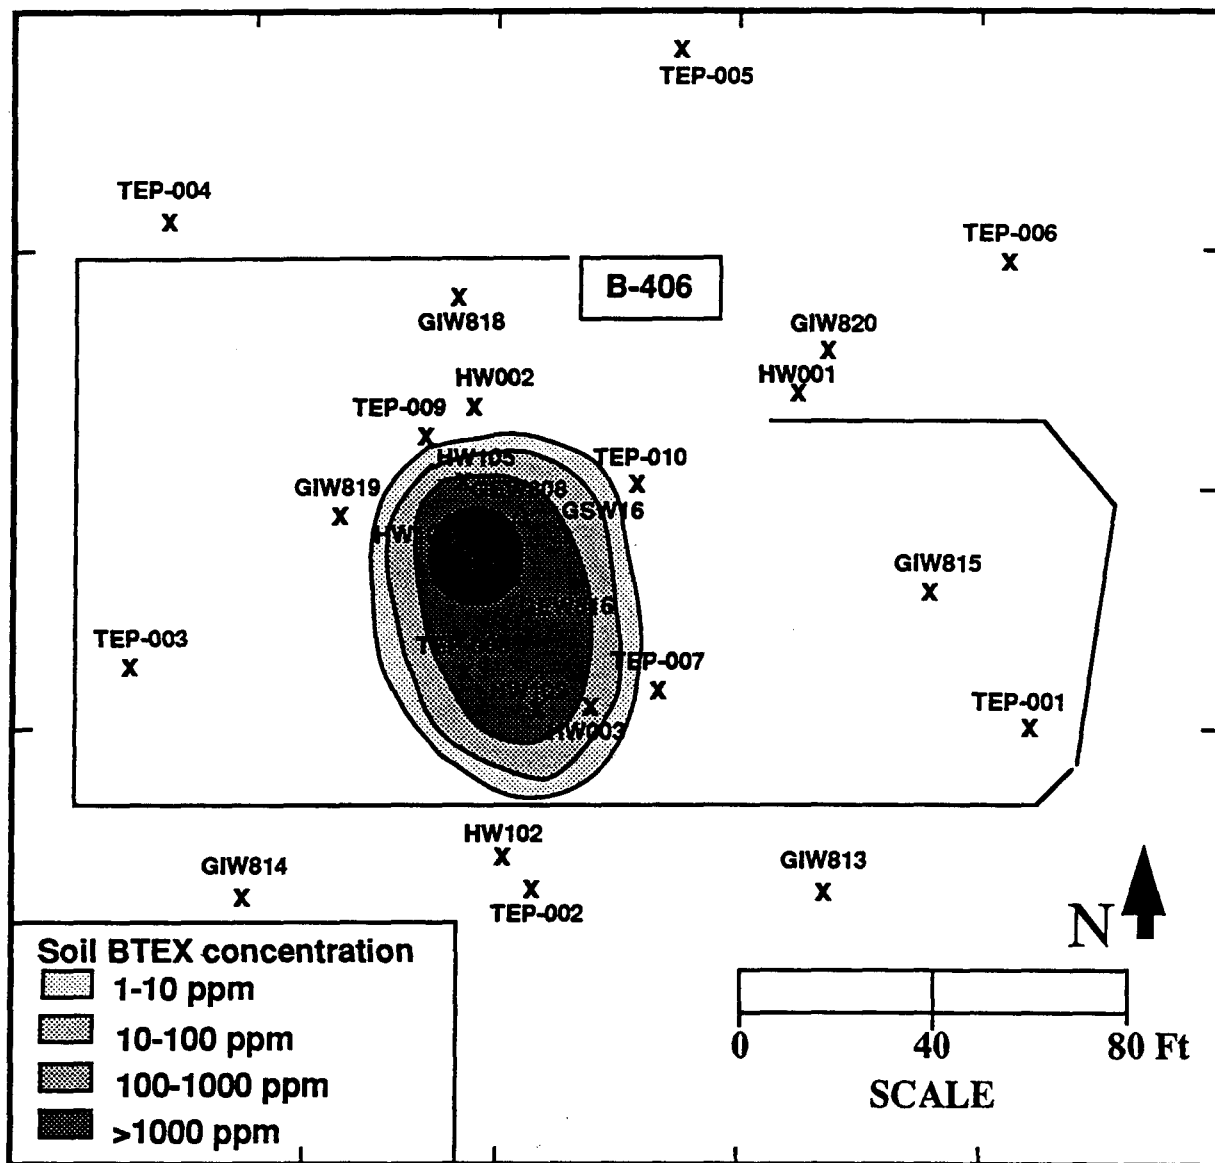 X
TEP-005
TEP-004
X
TEP-006
X
B-406
X
GIW818
GIW820
X
HW001
X
HW002
X
TEP-009
X
HW105
TEP-010
X
GIW819
X
GSW16
GIW815
X
TEP-003
X
TEP-007
X
X
HW003
TEP-001
X
HW102
X
X
TEP-002
GIW814
X
GIW813
X
N
Soil BTEX concentration
1-10 ppm
10-100 ppm
100-1000 ppm
>1000 ppm
0 40 80 Ft
SCALE